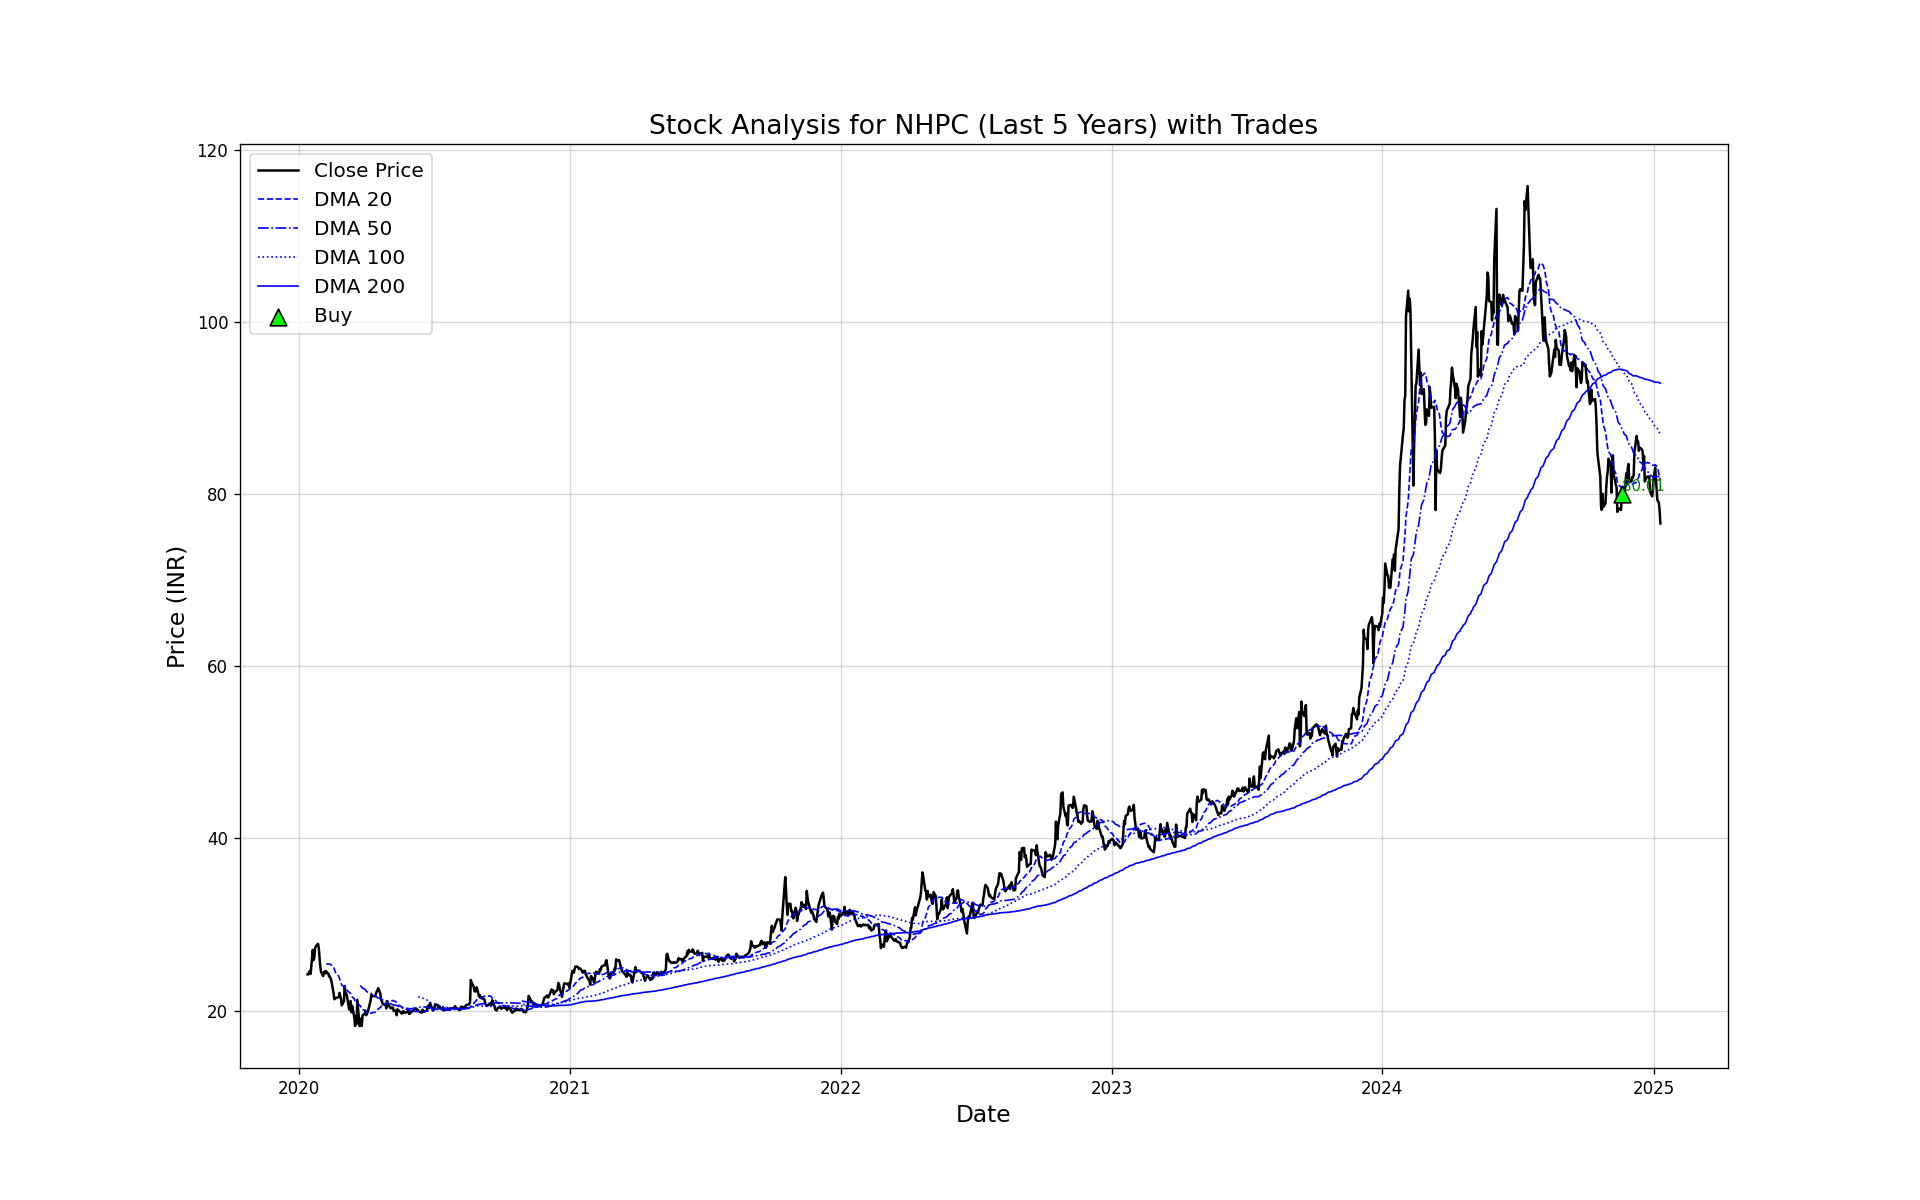 Stock Analysis for NHPC (Last 5 Years) with Trades
Close Price
DMA 20
DMA 50
DMA 100
DMA 200
Buy
120
100
80
60
40
20
Price (INR)
2020
2021
2022
2023
2024
2025
Date